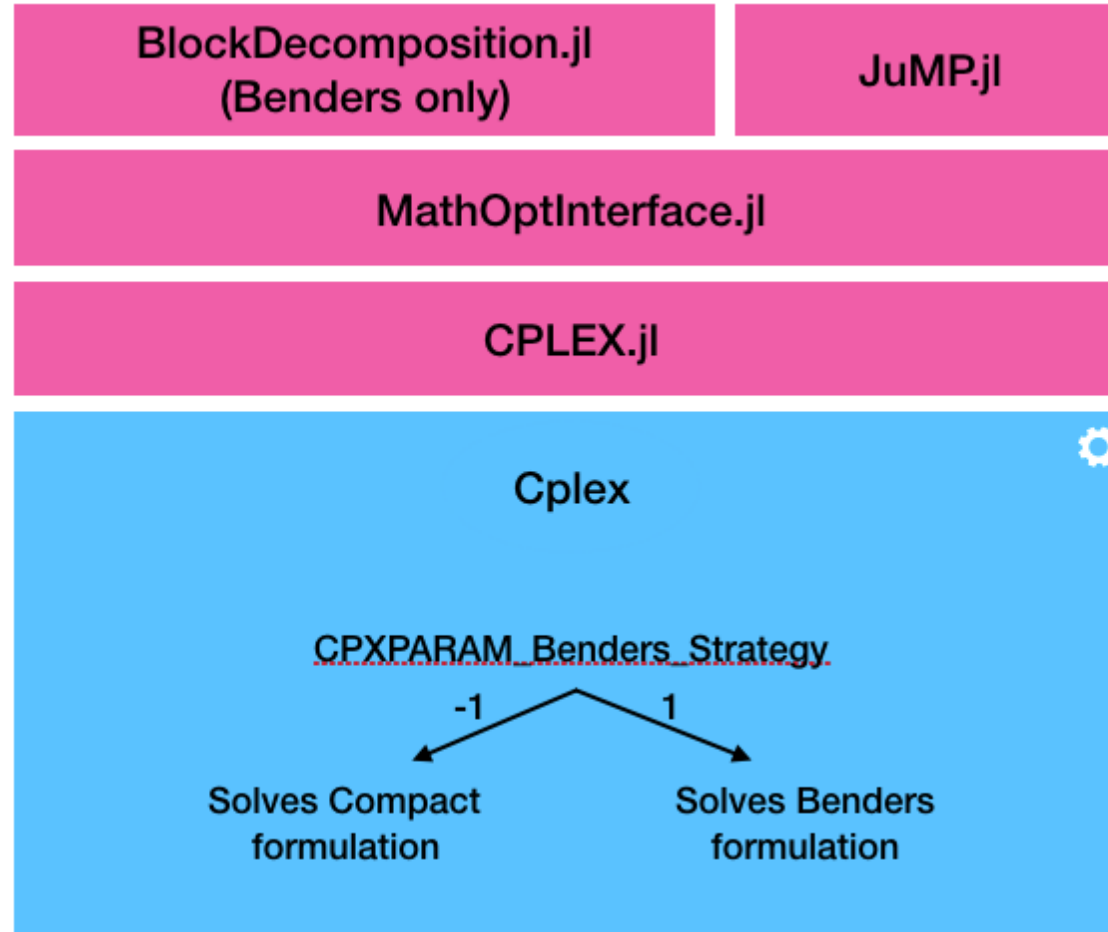 BlockDecomposition.jl
(Benders only)
JuMP.jl
MathOptInterface.jl
CPLEX.jl
Cplex
CPXPARAM_Benders_Strategy
-1
1
Solves Compact
formulation
Solves Benders
formulation